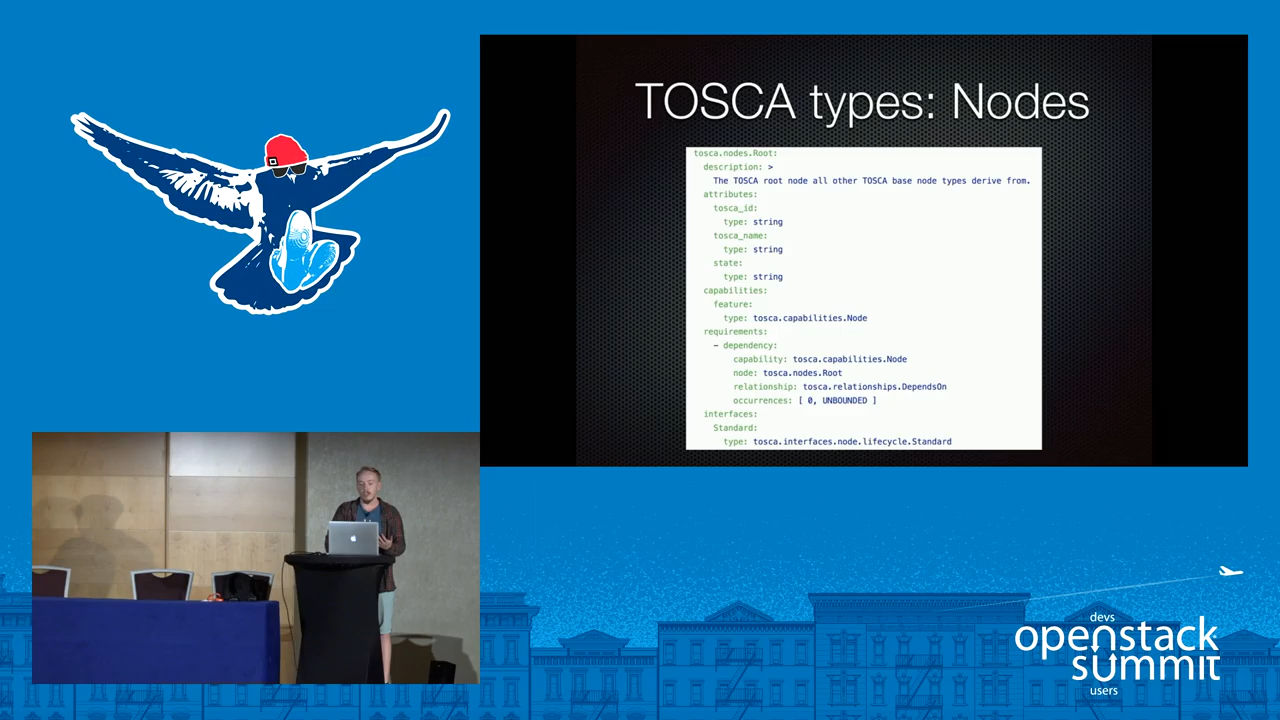 TOSCA types: Nodes
tosca.nodes.Root:
description: >
The TOSCA root node all other TOSCA base node types derive from.
attributes:
tosca_id:
type: string
tosca_name:
type: string
state:
type: string
capabilities:
feature:
type: tosca.capabilities.Node
requirements:
- dependency:
capability: tosca.capabilities.Node
node: tosca.nodes.Root
relationship: tosca.relationships.DependsOn
occurrences: [ 0, UNBOUNDED ]
interfaces:
Standard:
type: tosca.interfaces.node.lifecycle.Standard
devs
openstack
summit
users